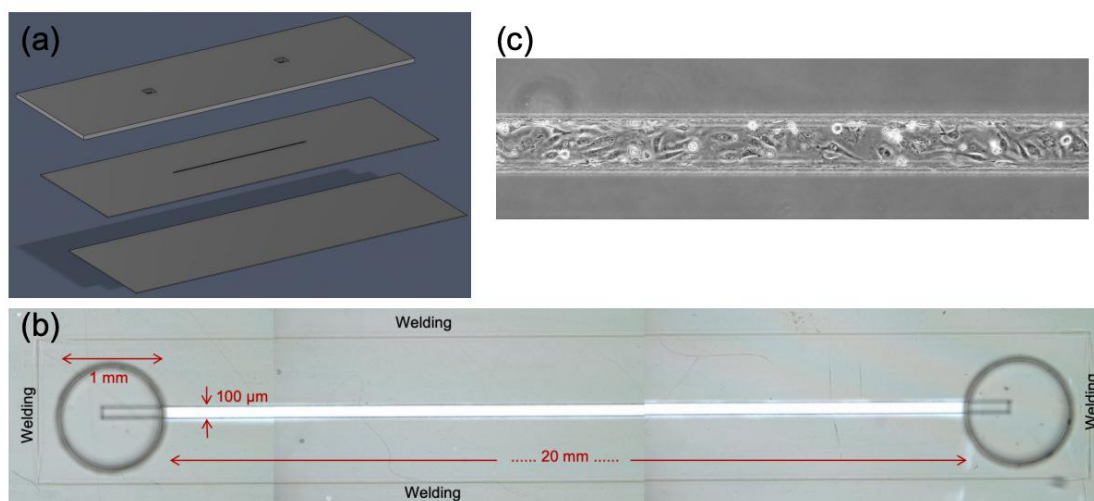 (a)
(c)
(b)
Welding
Welding
1 mm
100 µm
...... 20 mm ......
Welding
Welding